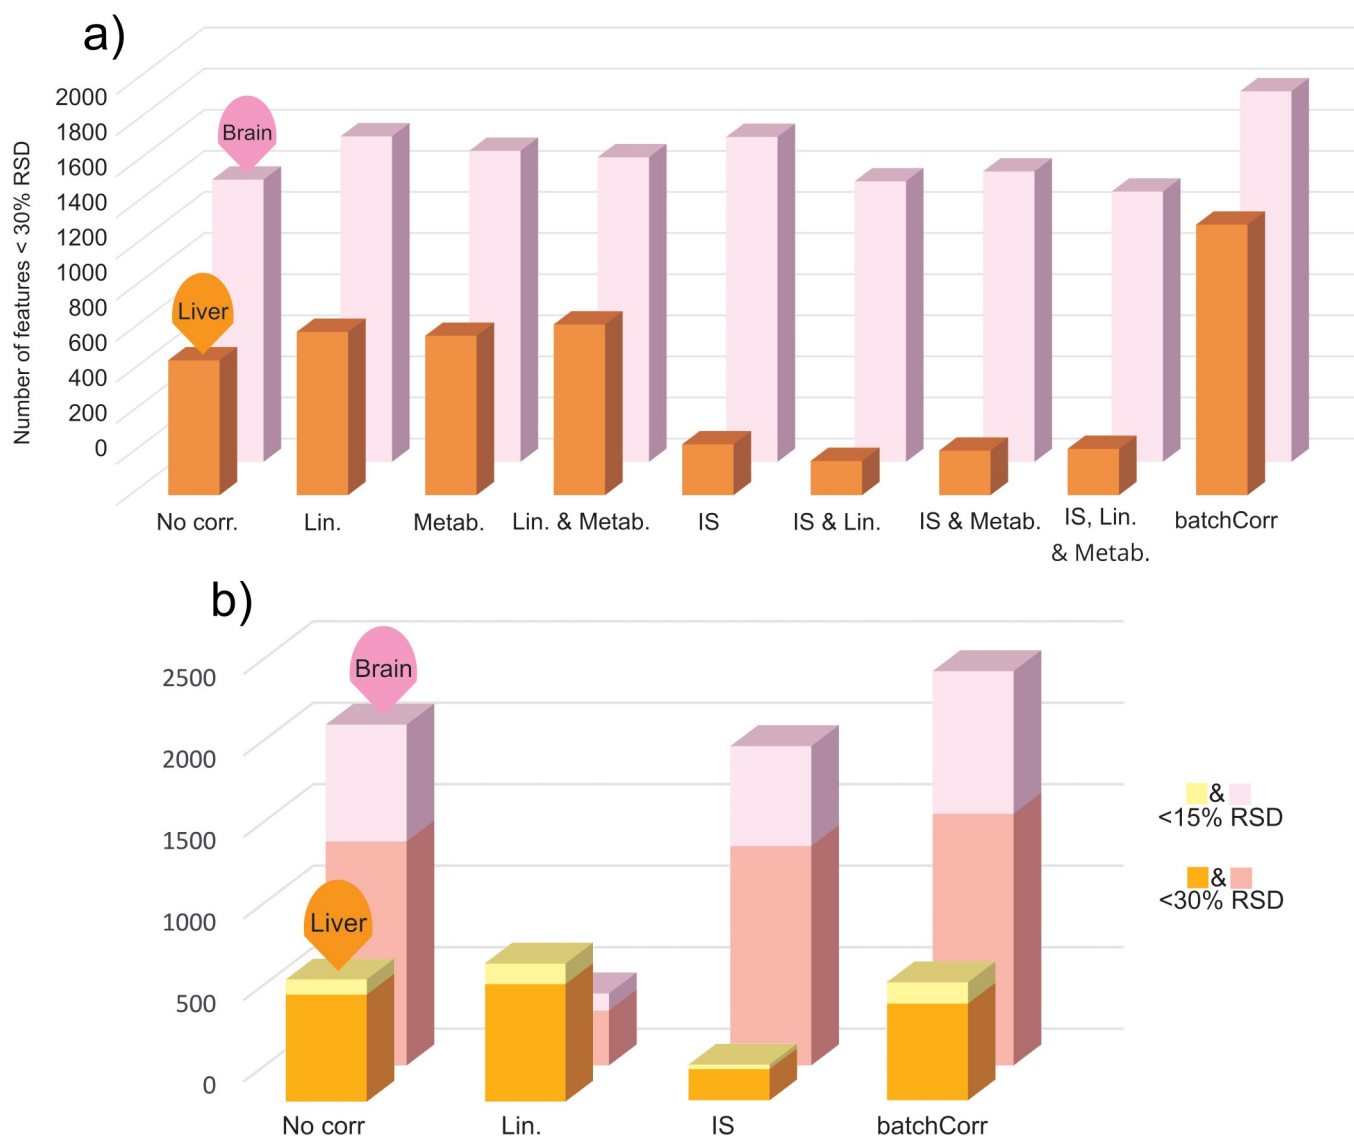 a)
Number of features < 30% RSD
2000
1800
1600
1400
1200
1000
800
600
400
200
0
Brain
Liver
No corr.
Lin.
Metab.
Lin. & Metab.
IS
IS & Lin.
IS & Metab.
IS, Lin.
& Metab.
batchCorr
b)
2500
2000
1500
1000
500
0
Brain
Liver
No corr
Lin.
IS
batchCorr
&
<15% RSD
&
<30% RSD